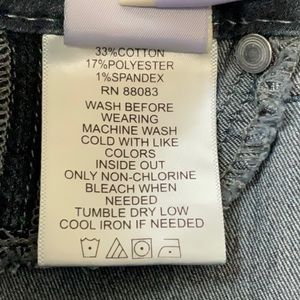 33%COTTON
17%POLYESTER
1%SPANDEX
RN 88083
WASH BEFORE
WEARING
MACHINE WASH
COLD WITH LIKE
COLORS
INSIDE OUT
ONLY NON-CHLORINE
BLEACH WHEN
NEEDED
TUMBLE DRY LOW
COOL IRON IF NEEDED